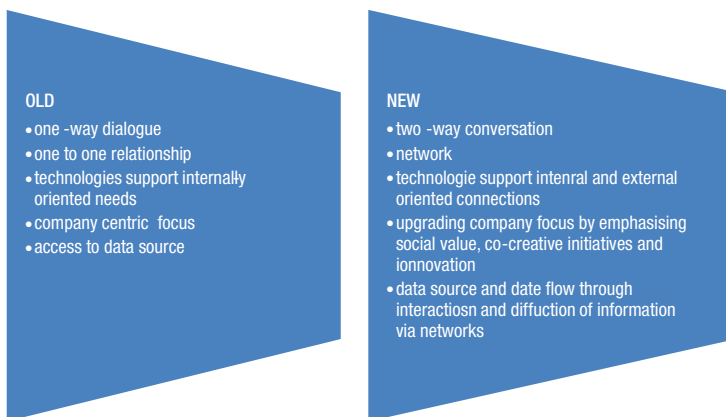 OLD
• one -way dialogue
• one to one relationship
• technologies support internally
oriented needs
• company centric focus
• access to data source
NEW
• two -way conversation
• network
• technologie support intenral and external
oriented connections
• upgrading company focus by emphasising
social value, co-creative initiatives and
ionnovation
• data source and date flow through
interactiosn and diffuction of information
via networks